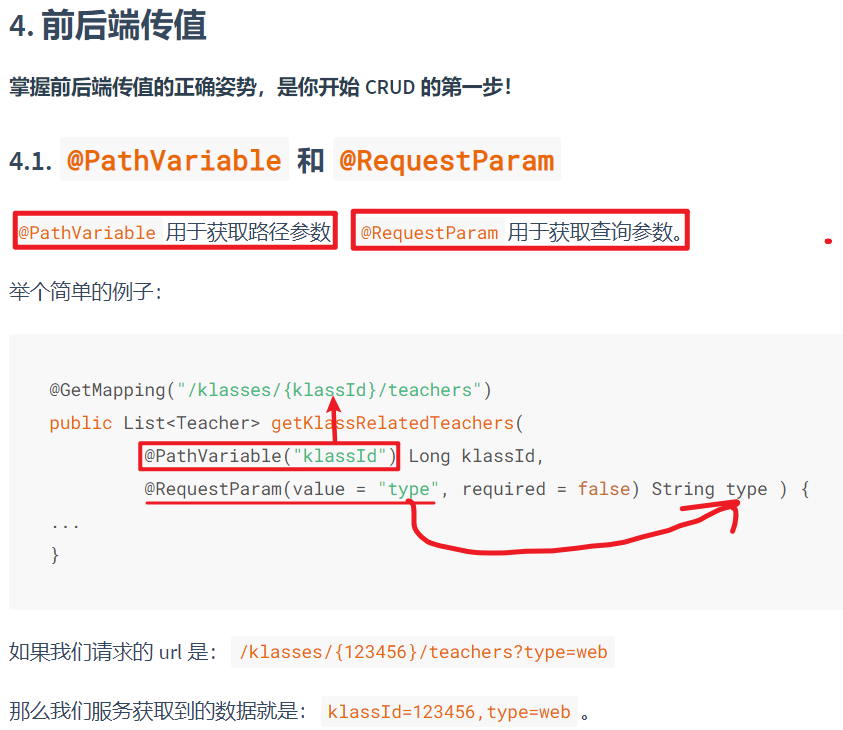 4. 前后端传值
掌握前后端传值的正确姿势，是你开始 CRUD 的第一步！
4.1. @PathVariable 和 @RequestParam
@PathVariable 用于获取路径参数 @RequestParam 用于获取查询参数。
举个简单的例子：
@GetMapping("/klasses/{klassId}/teachers")
public List<Teacher> getKlassRelatedTeachers(
@PathVariable("klassId") Long klassId,
@RequestParam(value = "type", required = false) String type ) {
...
}
如果我们请求的 url 是： /klasses/{123456}/teachers?type=web
那么我们服务获取到的数据就是： klassId=123456,type=web 。